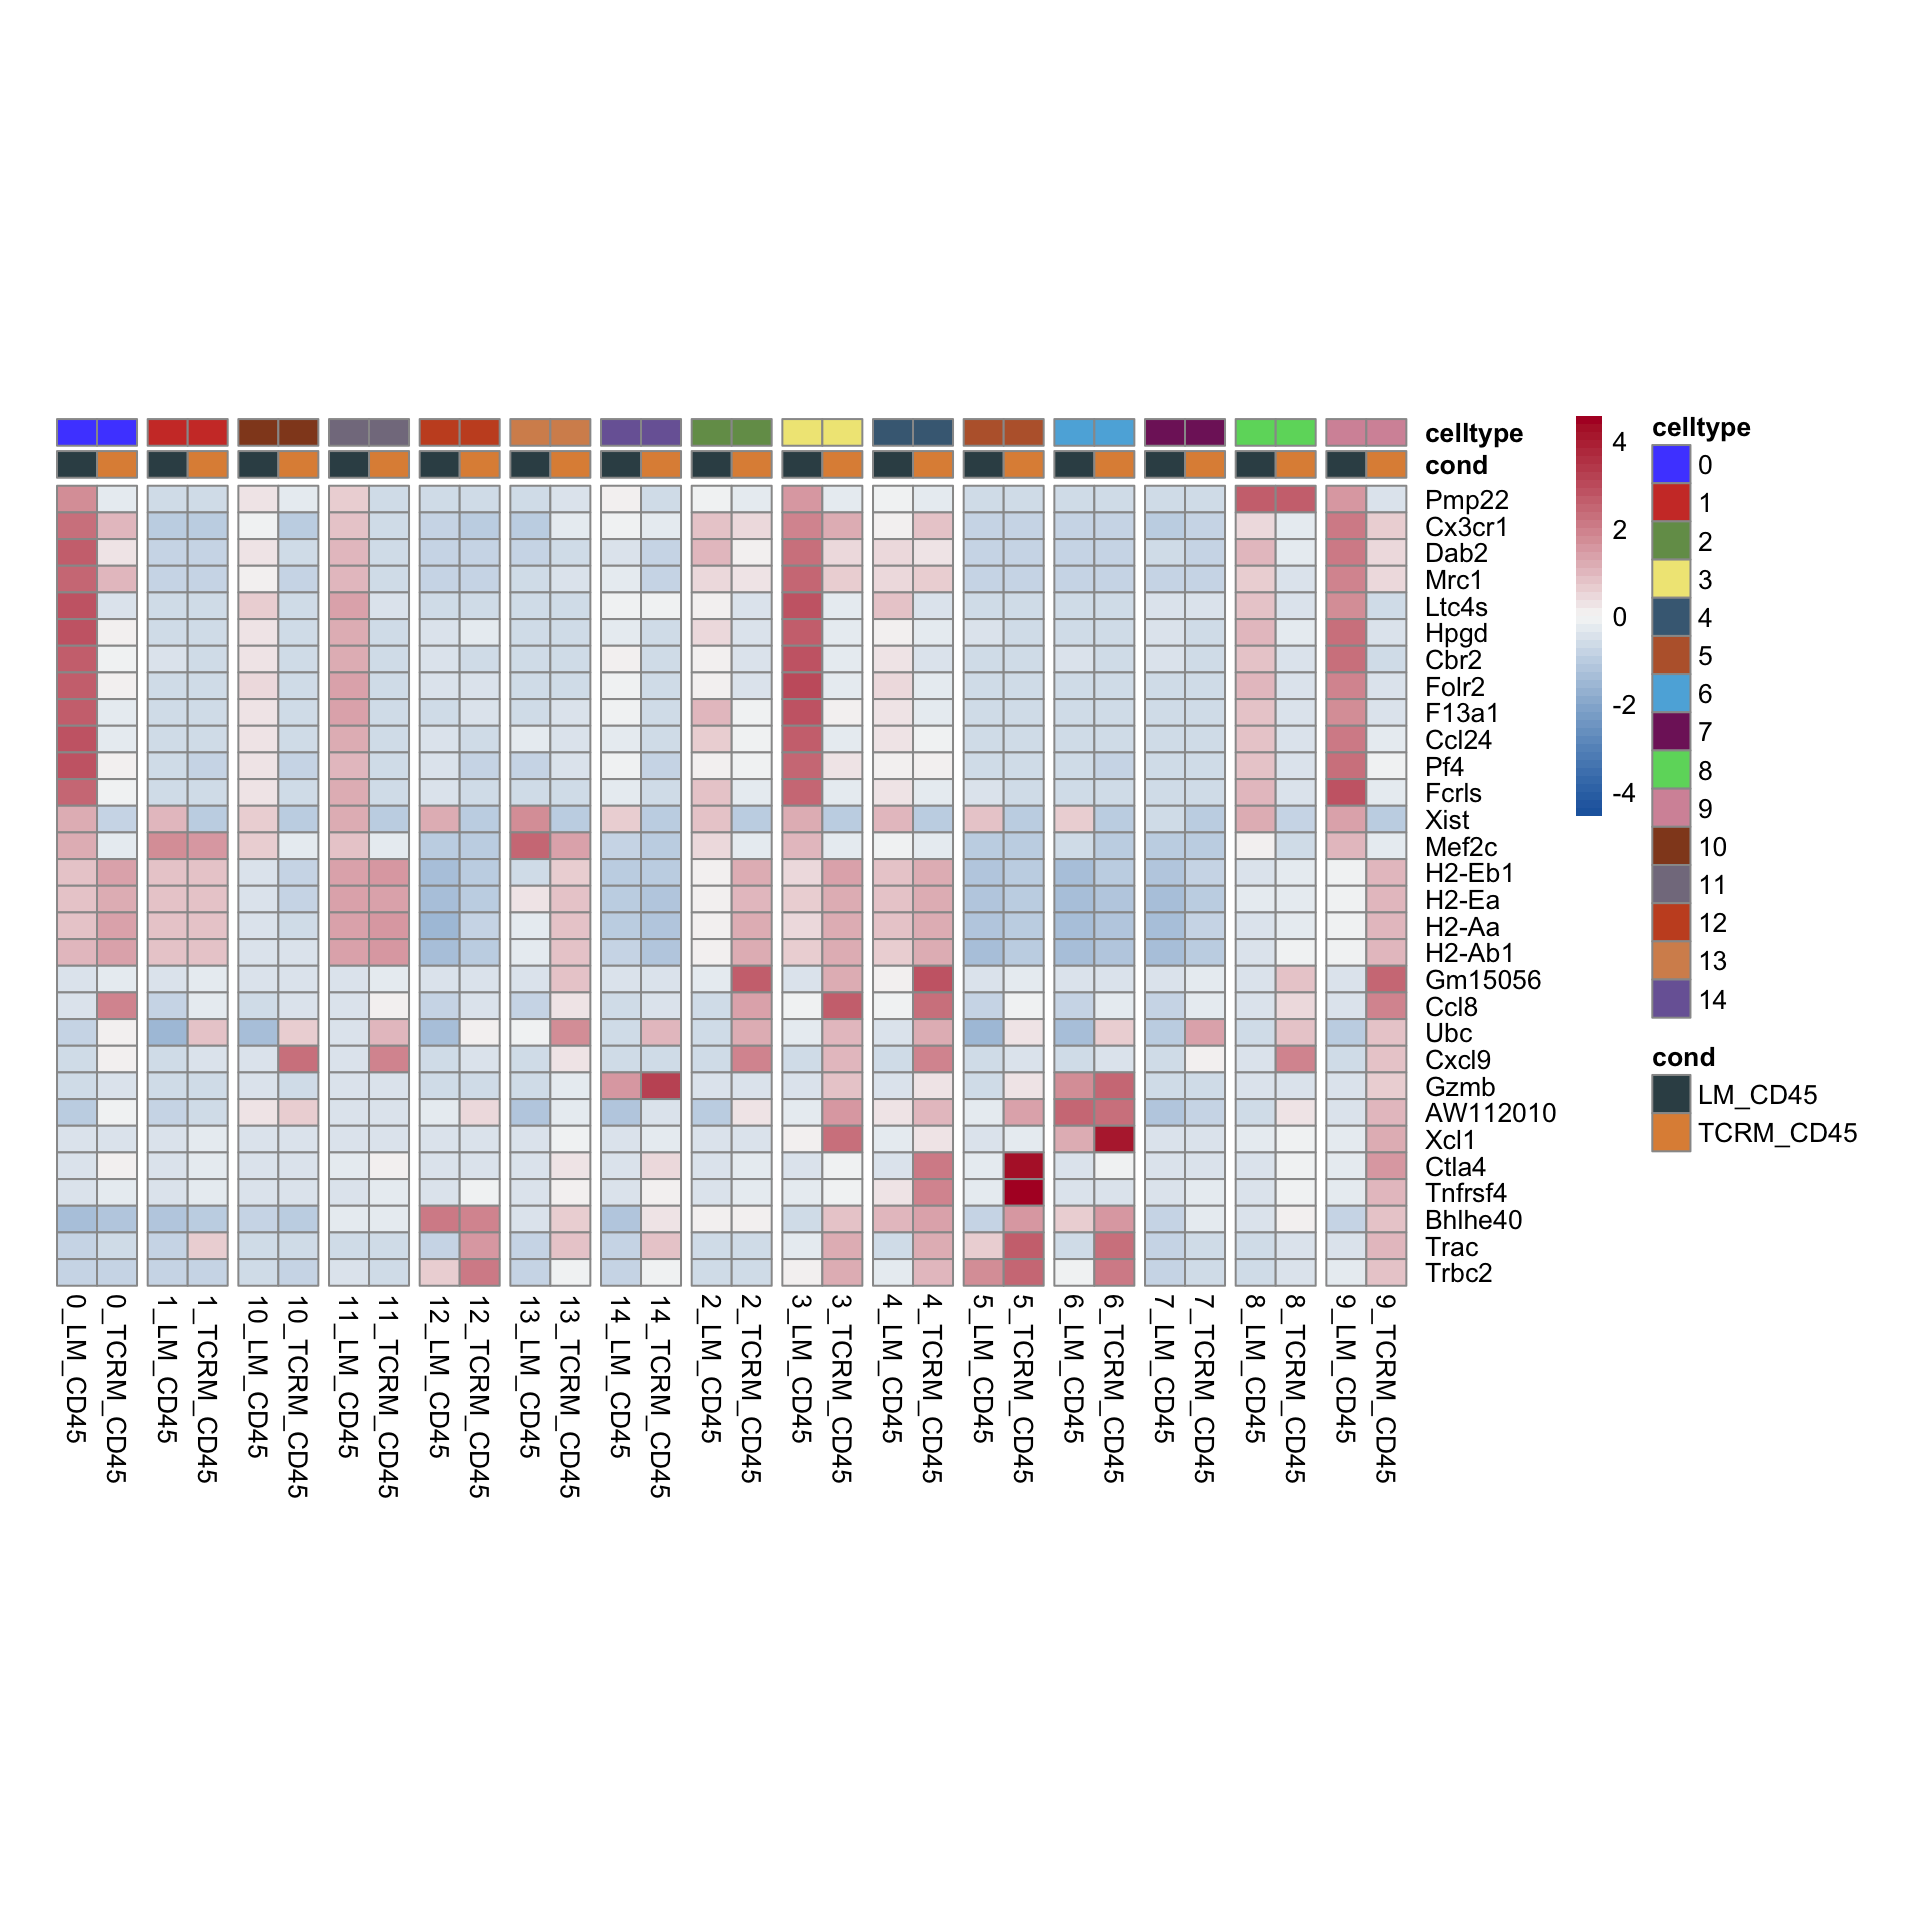 celltype
cond
Pmp22
Cx3cr1
Dab2
Mrc1
Ltc4s
Hpgd
Cbr2
Folr2
F13a1
Ccl24
Pf4
Fcrls
Xist
Mef2c
H2-Eb1
H2-Ea
H2-Aa
H2-Ab1
Gm15056
Ccl8
Ubc
Cxcl9
Gzmb
AW112010
Xcl1
Ctla4
Tnfrsf4
Bhlhe40
Trac
Trbc2
0_LM_CD45
0_TCRM_CD45
1_LM_CD45
1_TCRM_CD45
10_LM_CD45
10_TCRM_CD45
11_LM_CD45
11_TCRM_CD45
12_LM_CD45
12_TCRM_CD45
13_LM_CD45
13_TCRM_CD45
14_LM_CD45
14_TCRM_CD45
2_LM_CD45
2_TCRM_CD45
3_LM_CD45
3_TCRM_CD45
4_LM_CD45
4_TCRM_CD45
5_LM_CD45
5_TCRM_CD45
6_LM_CD45
6_TCRM_CD45
7_LM_CD45
7_TCRM_CD45
8_LM_CD45
8_TCRM_CD45
9_LM_CD45
9_TCRM_CD45
4
2
0
-2
-4
celltype
0
1
2
3
4
5
6
7
8
9
10
11
12
13
14
cond
LM_CD45
TCRM_CD45